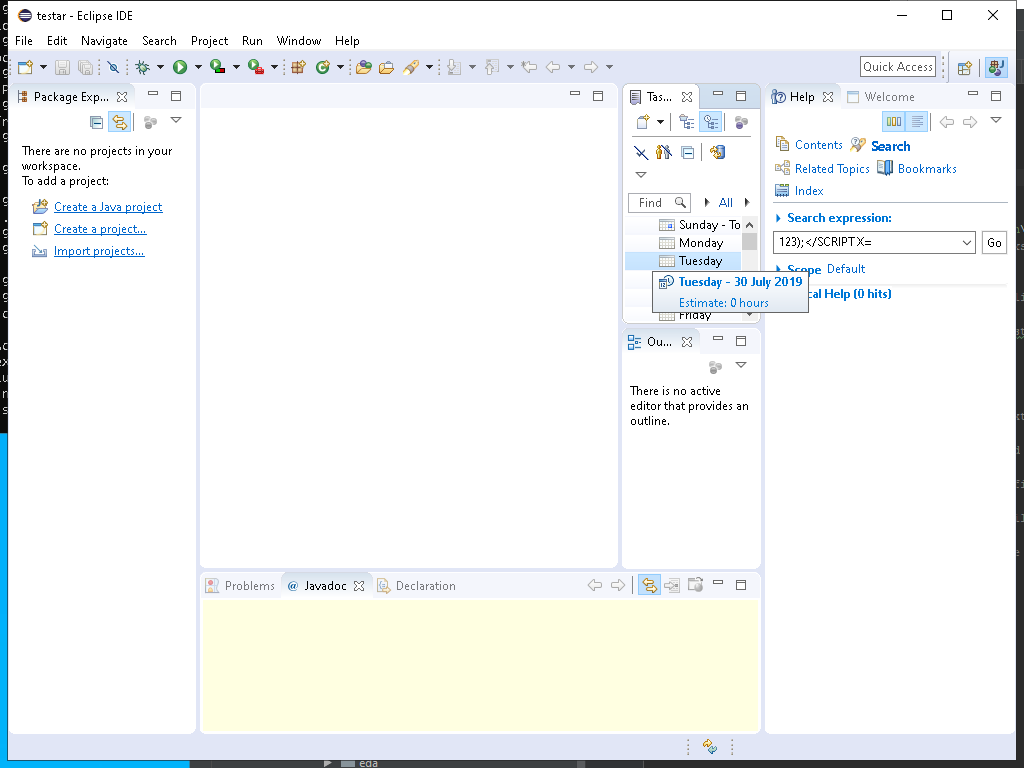 testar - Eclipse IDE
File Edit Navigate Search Project Run Window Help
Quick Access
Package Exp...
There are no projects in your
workspace.
To add a project:
Create a Java project
Create a project...
Import projects...
Tas...
Find
All
Sunday - To
Monday
Tuesday
Tuesday - 30 July 2019
Estimate: 0 hours
Friday
Ou...
There is no active
editor that provides an
outline.
Help
Welcome
Contents
Search
Related Topics
Bookmarks
Index
Search expression:
123);</SCRIPT X=
Go
Scope Default
cal Help (0 hits)
Problems
@ Javadoc
Declaration
eda